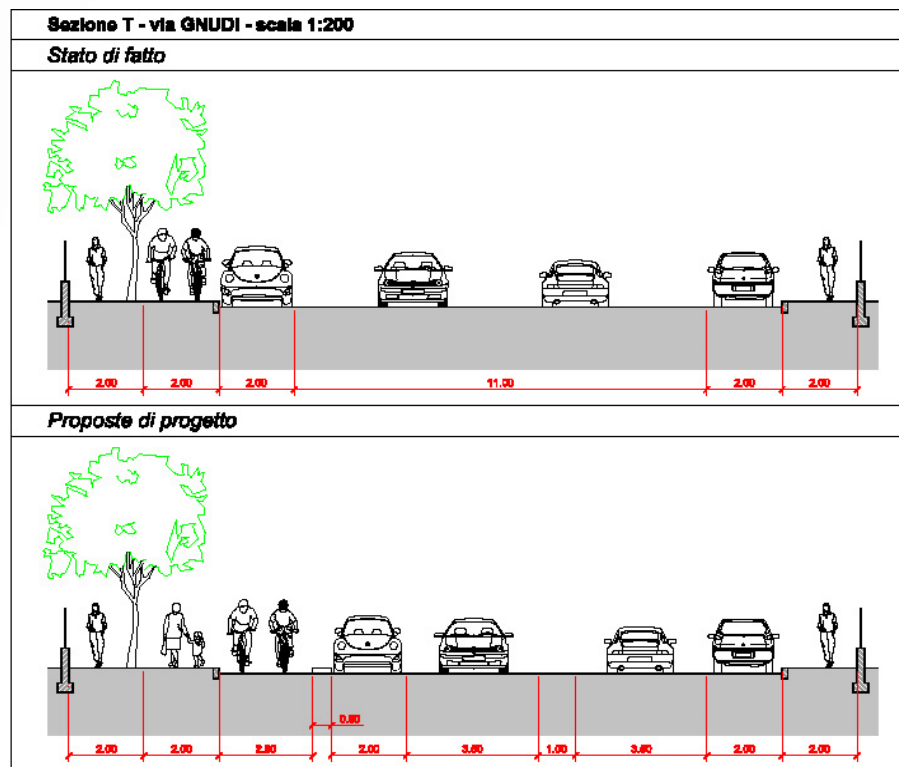 Sezione T - via GNUDI - scala 1:200
Stato di fatto
2.00 2.00 2.00 11.00 2.00 2.00
Proposte di progetto
0.50
2.00 2.00 2.50 2.00 3.50 1.00 3.50 2.00 2.00